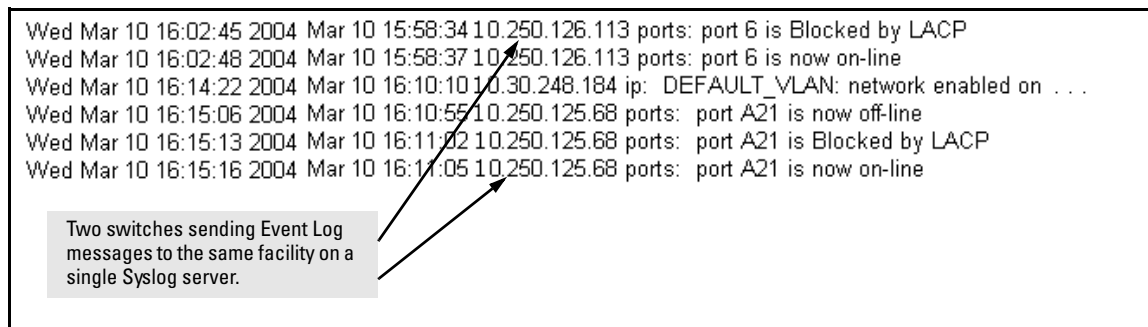 Wed Mar 10 16:02:45 2004 Mar 10 15:58:34 10.250.126.113 ports: port 6 is Blocked by LACP
Wed Mar 10 16:02:48 2004 Mar 10 15:58:37 10.250.126.113 ports: port 6 is now on-line
Wed Mar 10 16:14:22 2004 Mar 10 16:10:10 10.30.248.184 ip: DEFAULT_VLAN: network enabled on . . .
Wed Mar 10 16:15:06 2004 Mar 10 16:10:55 10.250.125.68 ports: port A21 is now off-line
Wed Mar 10 16:15:13 2004 Mar 10 16:11:02 10.250.125.68 ports: port A21 is Blocked by LACP
Wed Mar 10 16:15:16 2004 Mar 10 16:11:05 10.250.125.68 ports: port A21 is now on-line
Two switches sending Event Log
messages to the same facility on a
single Syslog server.